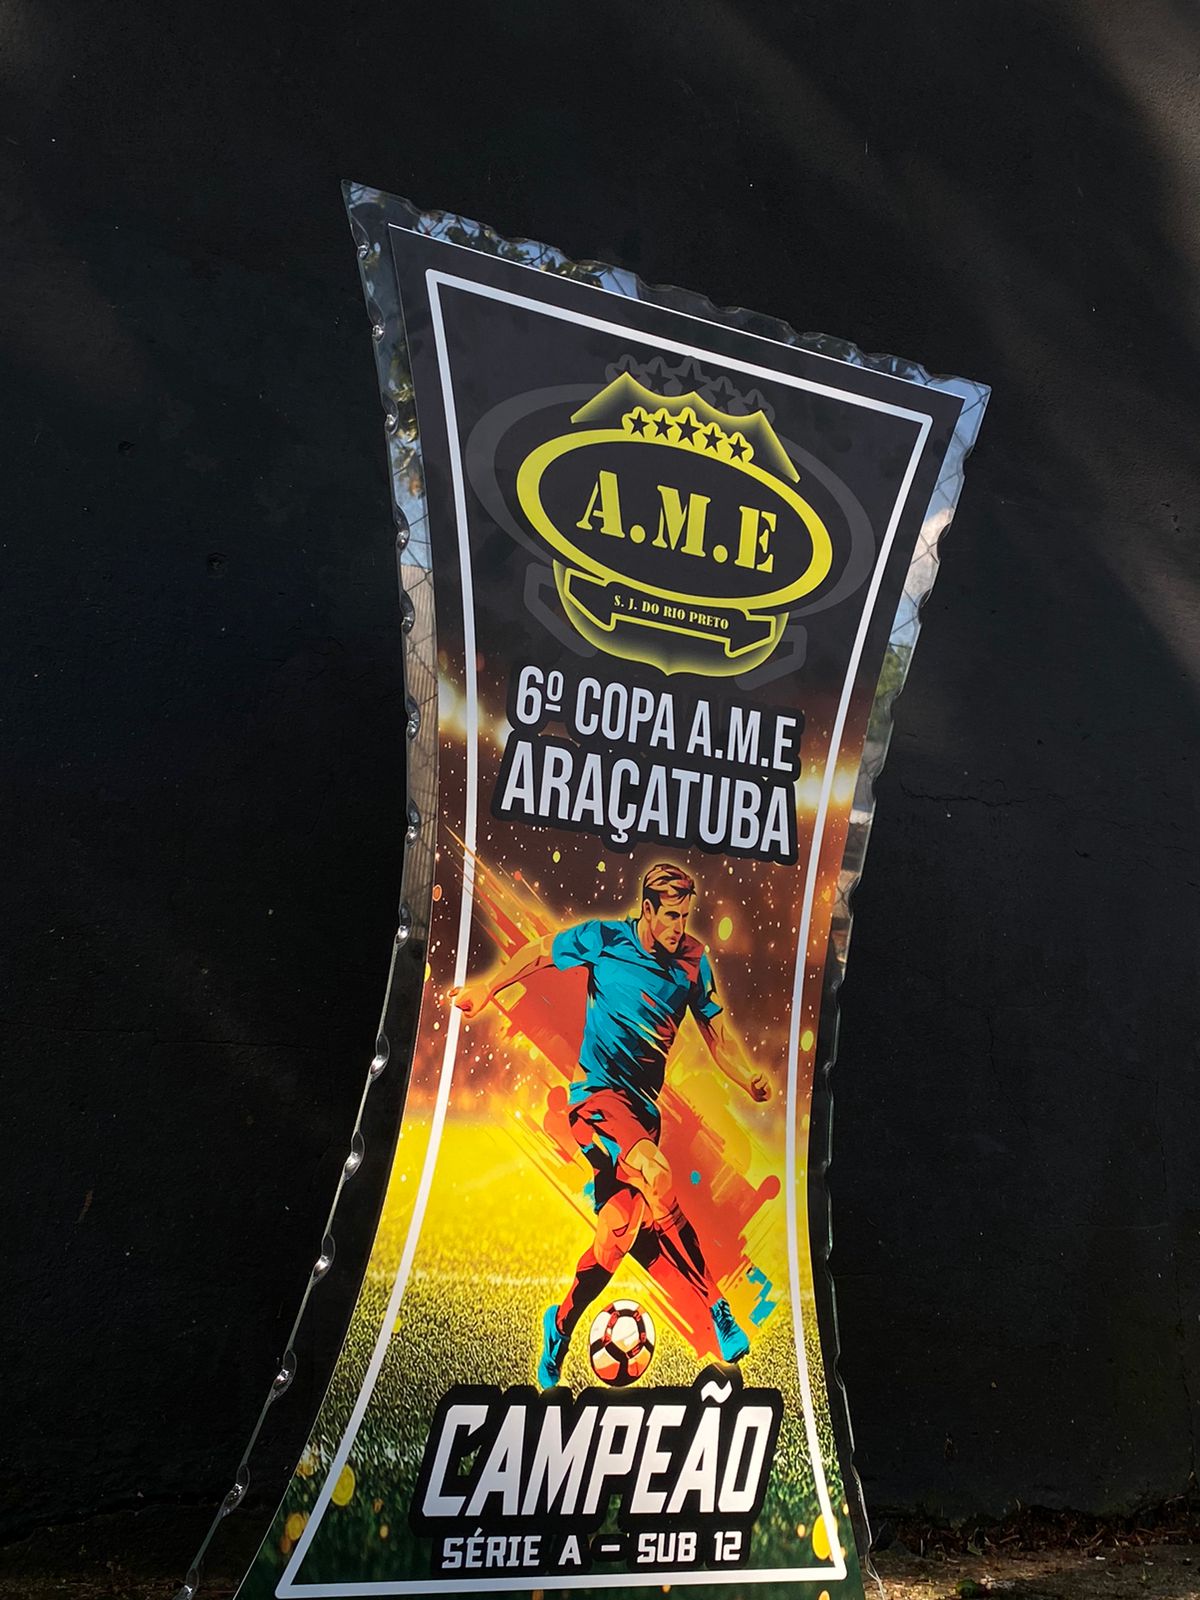 A.M.E
S. J. DO RIO PRETO
6º COPA A.M.E
ARAÇATUBA
CAMPEÃO
SÉRIE A - SUB 12